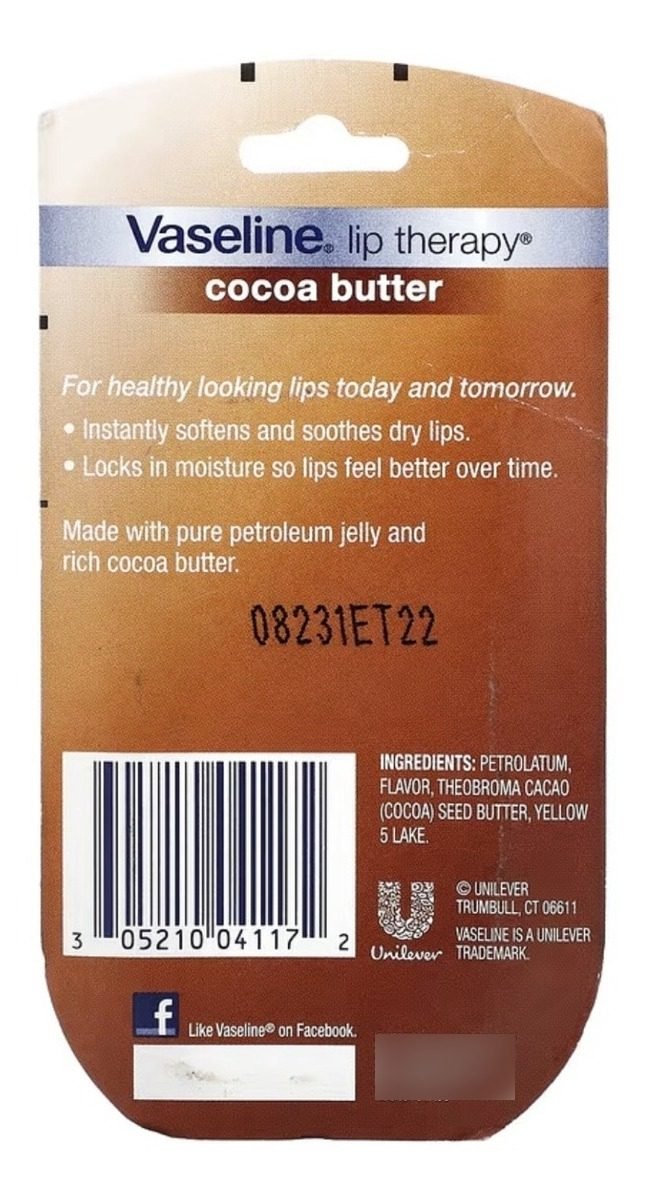 Vaseline® lip therapy®
cocoa butter
For healthy looking lips today and tomorrow.
• Instantly softens and soothes dry lips.
• Locks in moisture so lips feel better over time.
Made with pure petroleum jelly and
rich cocoa butter.
08231ET22
INGREDIENTS: PETROLATUM,
FLAVOR, THEOBROMA CACAO
(COCOA) SEED BUTTER, YELLOW
5 LAKE.
3 05210 04117 2
Unilever
© UNILEVER
TRUMBULL, CT 06611
VASELINE IS A UNILEVER
TRADEMARK.
f Like Vaseline® on Facebook.